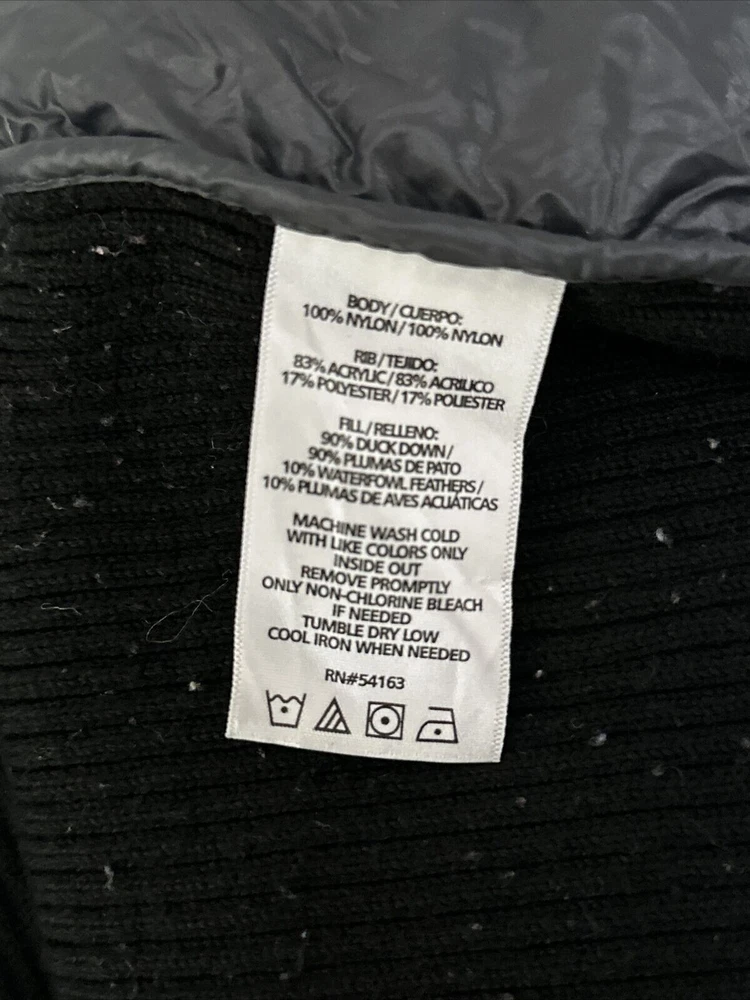 BODY/CUERPO:
100% NYLON/100% NYLON
RIB/TEJIDO:
83% ACRYLIC/83% ACRILICO
17% POLYESTER/17% POLIESTER
FILL/RELLENO:
90% DUCK DOWN/
90% PLUMAS DE PATO
10% WATERFOWL FEATHERS/
10% PLUMAS DE AVES ACUÁTICAS
MACHINE WASH COLD
WITH LIKE COLORS ONLY
INSIDE OUT
REMOVE PROMPTLY
ONLY NON-CHLORINE BLEACH
IF NEEDED
TUMBLE DRY LOW
COOL IRON WHEN NEEDED
RN#54163